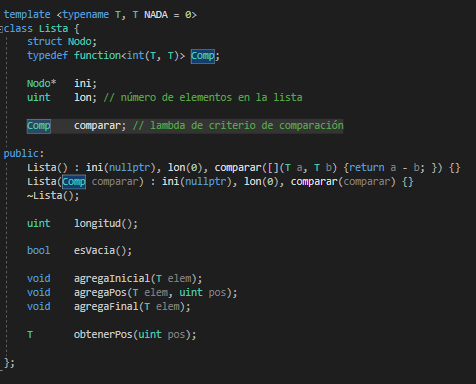 template <typename T, T NADA = 0>
class Lista {
struct Nodo;
typedef function<int(T, T)> Comp;
Nodo* ini;
uint lon; // número de elementos en la lista
Comp comparar; // lambda de criterio de comparación
public:
Lista() : ini(nullptr), lon(0), comparar([](T a, T b) {return a - b; }) {}
Lista(Comp comparar) : ini(nullptr), lon(0), comparar(comparar) {}
~Lista();
uint longitud();
bool esVacia();
void agregaInicial(T elem);
void agregaPos(T elem, uint pos);
void agregaFinal(T elem);
T obtenerPos(uint pos);
};